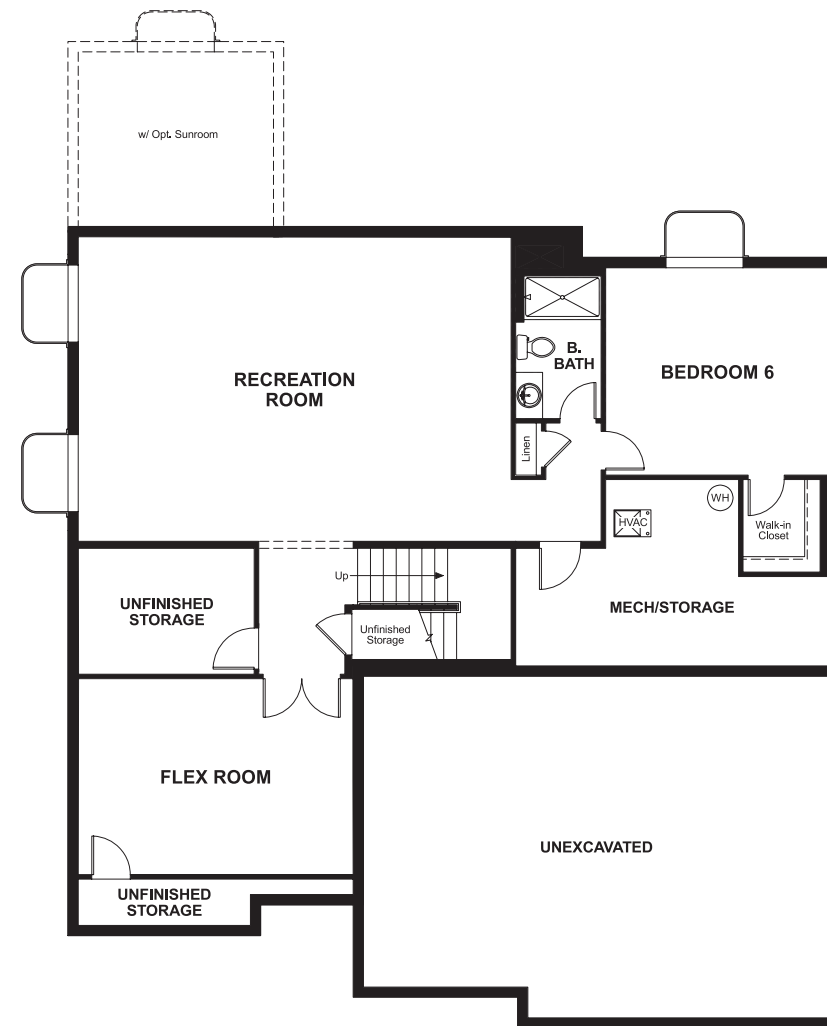 w/ Opt. Sunroom
RECREATION
ROOM
B.
BATH
BEDROOM 6
Linen
WH
HVAC
Walk-in
Closet
Up
UNFINISHED
STORAGE
MECH/STORAGE
Unfinished
Storage
FLEX ROOM
UNEXCAVATED
UNFINISHED
STORAGE